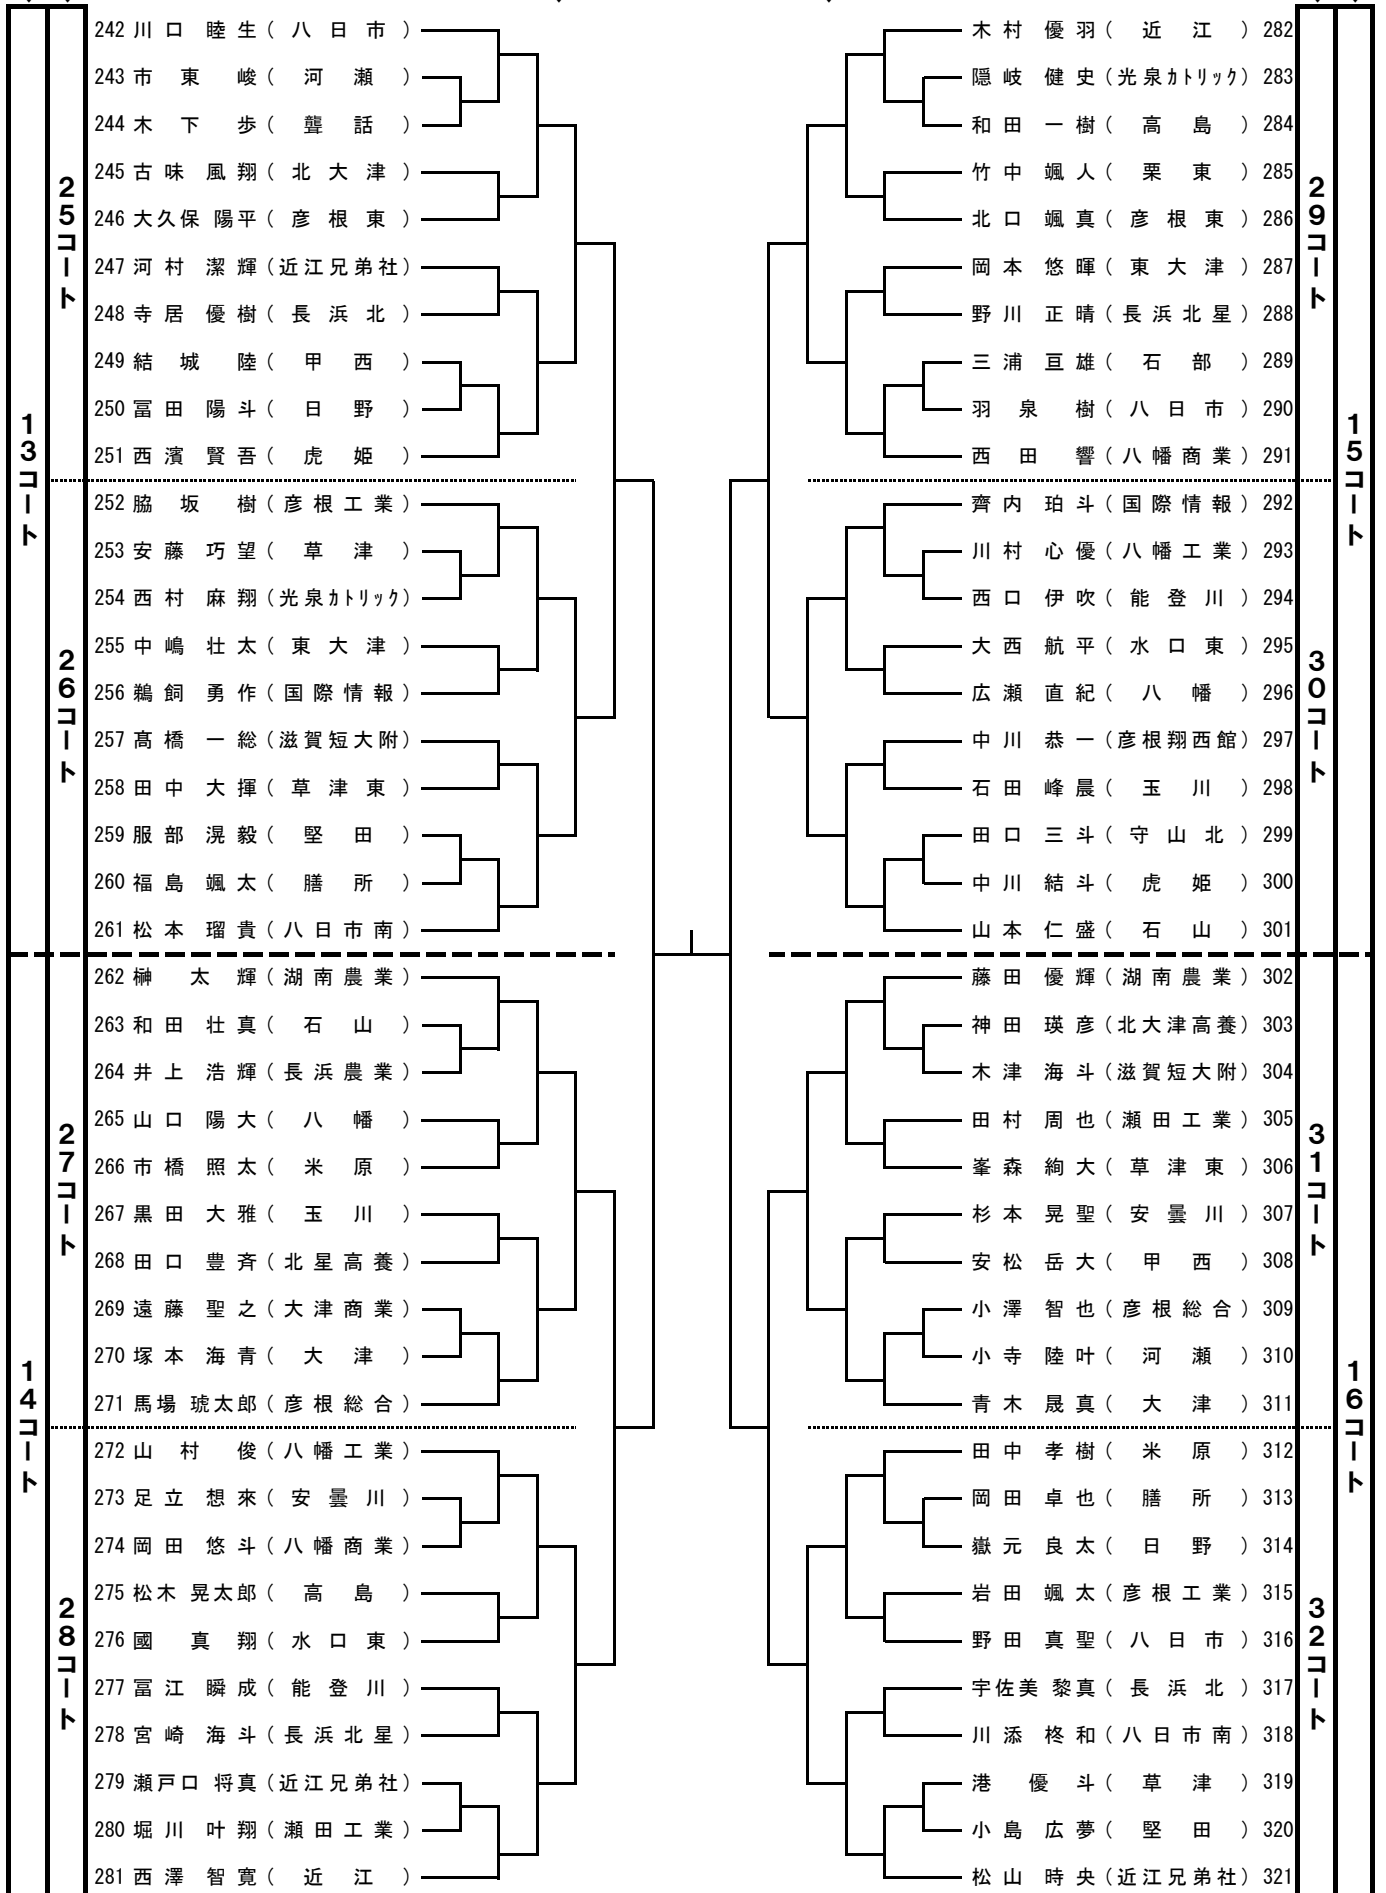 13コート
25コート
242 川口 睦生(八日市)
243 市東 峻(河瀬)
244 木下 歩(聾話)
245 古味 風翔(北大津)
246 大久保 陽平(彦根東)
247 河村 潔輝(近江兄弟社)
248 寺居 優樹(長浜北)
249 結城 陸(甲西)
250 冨田 陽斗(日野)
251 西濱 賢吾(虎姫)
26コート
252 脇坂 樹(彦根工業)
253 安藤 巧望(草津)
254 西村 麻翔(光泉カトリック)
255 中嶋 壮太(東大津)
256 鵜飼 勇作(国際情報)
257 髙橋 一総(滋賀短大附)
258 田中 大揮(草津東)
259 服部 滉毅(堅田)
260 福島 颯太(膳所)
261 松本 瑠貴(八日市南)
14コート
27コート
262 榊 太輝(湖南農業)
263 和田 壮真(石山)
264 井上 浩輝(長浜農業)
265 山口 陽大(八幡)
266 市橋 照太(米原)
267 黒田 大雅(玉川)
268 田口 豊斉(北星高養)
269 遠藤 聖之(大津商業)
270 塚本 海青(大津)
271 馬場 琥太郎(彦根総合)
28コート
272 山村 俊(八幡工業)
273 足立 想來(安曇川)
274 岡田 悠斗(八幡商業)
275 松木 晃太郎(高島)
276 國 真翔(水口東)
277 冨江 瞬成(能登川)
278 宮崎 海斗(長浜北星)
279 瀬戸口 将真(近江兄弟社)
280 堀川 叶翔(瀬田工業)
281 西澤 智寛(近江)
15コート
29コート
木村 優羽(近江) 282
隠岐 健史(光泉カトリック) 283
和田 一樹(高島) 284
竹中 颯人(栗東) 285
北口 颯真(彦根東) 286
岡本 悠暉(東大津) 287
野川 正晴(長浜北星) 288
三浦 亘雄(石部) 289
羽泉 樹(八日市) 290
西田 響(八幡商業) 291
30コート
齊内 珀斗(国際情報) 292
川村 心優(八幡工業) 293
西口 伊吹(能登川) 294
大西 航平(水口東) 295
広瀬 直紀(八幡) 296
中川 恭一(彦根翔西館) 297
石田 峰晨(玉川) 298
田口 三斗(守山北) 299
中川 結斗(虎姫) 300
山本 仁盛(石山) 301
16コート
31コート
藤田 優輝(湖南農業) 302
神田 瑛彦(北大津高養) 303
木津 海斗(滋賀短大附) 304
田村 周也(瀬田工業) 305
峯森 絢大(草津東) 306
杉本 晃聖(安曇川) 307
安松 岳大(甲西) 308
小澤 智也(彦根総合) 309
小寺 陸叶(河瀬) 310
青木 晟真(大津) 311
32コート
田中 孝樹(米原) 312
岡田 卓也(膳所) 313
嶽元 良太(日野) 314
岩田 颯太(彦根工業) 315
野田 真聖(八日市) 316
宇佐美 黎真(長浜北) 317
川添 柊和(八日市南) 318
港 優斗(草津) 319
小島 広夢(堅田) 320
松山 時央(近江兄弟社) 321